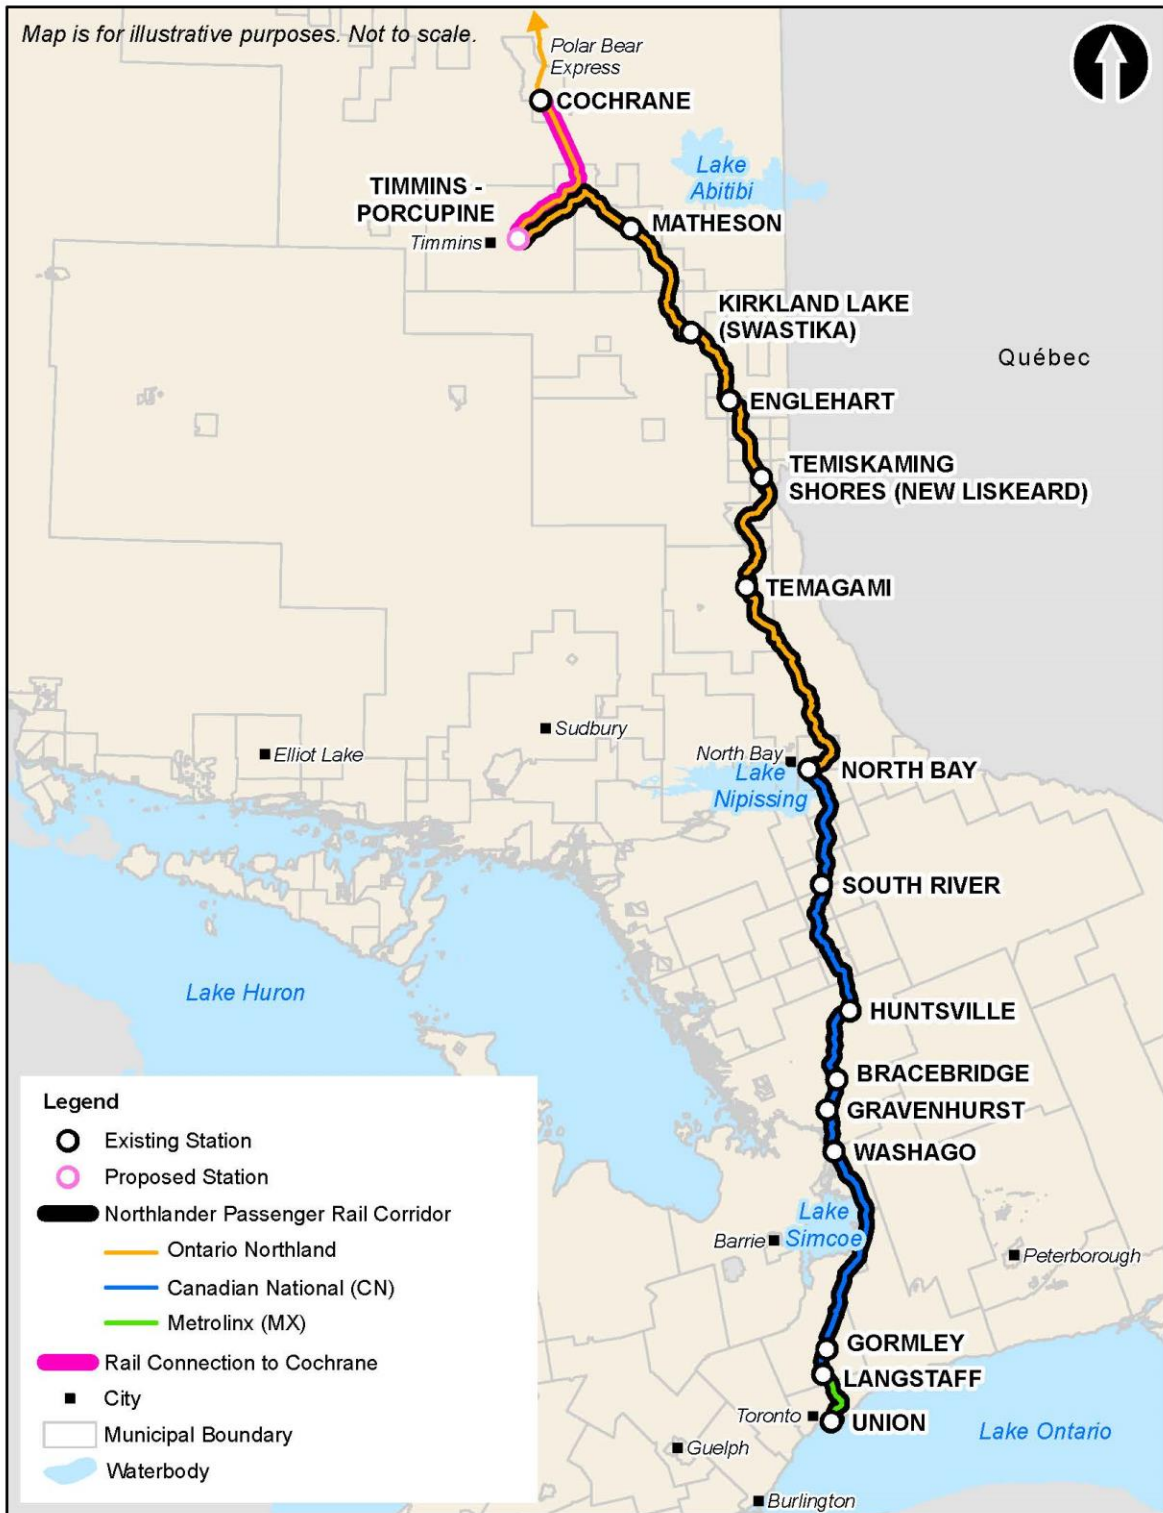 Map is for illustrative purposes. Not to scale.
Polar Bear
Express
COCHRANE
Lake
Abitibi
TIMMINS -
PORCUPINE
Timmins
MATHESON
KIRKLAND LAKE
(SWASTIKA)
Québec
ENGLEHART
TEMISKAMING
SHORES (NEW LISKEARD)
TEMAGAMI
Sudbury
Elliot Lake
North Bay
NORTH BAY
Lake
Nipissing
SOUTH RIVER
Lake Huron
HUNTSVILLE
BRACEBRIDGE
GRAVENHURST
WASHAGO
Lake
Simcoe
Barrie
Peterborough
GORMLEY
LANGSTAFF
Toronto
UNION
Lake Ontario
Guelph
Burlington
Legend
Existing Station
Proposed Station
Northlander Passenger Rail Corridor
Ontario Northland
Canadian National (CN)
Metrolinx (MX)
Rail Connection to Cochrane
City
Municipal Boundary
Waterbody